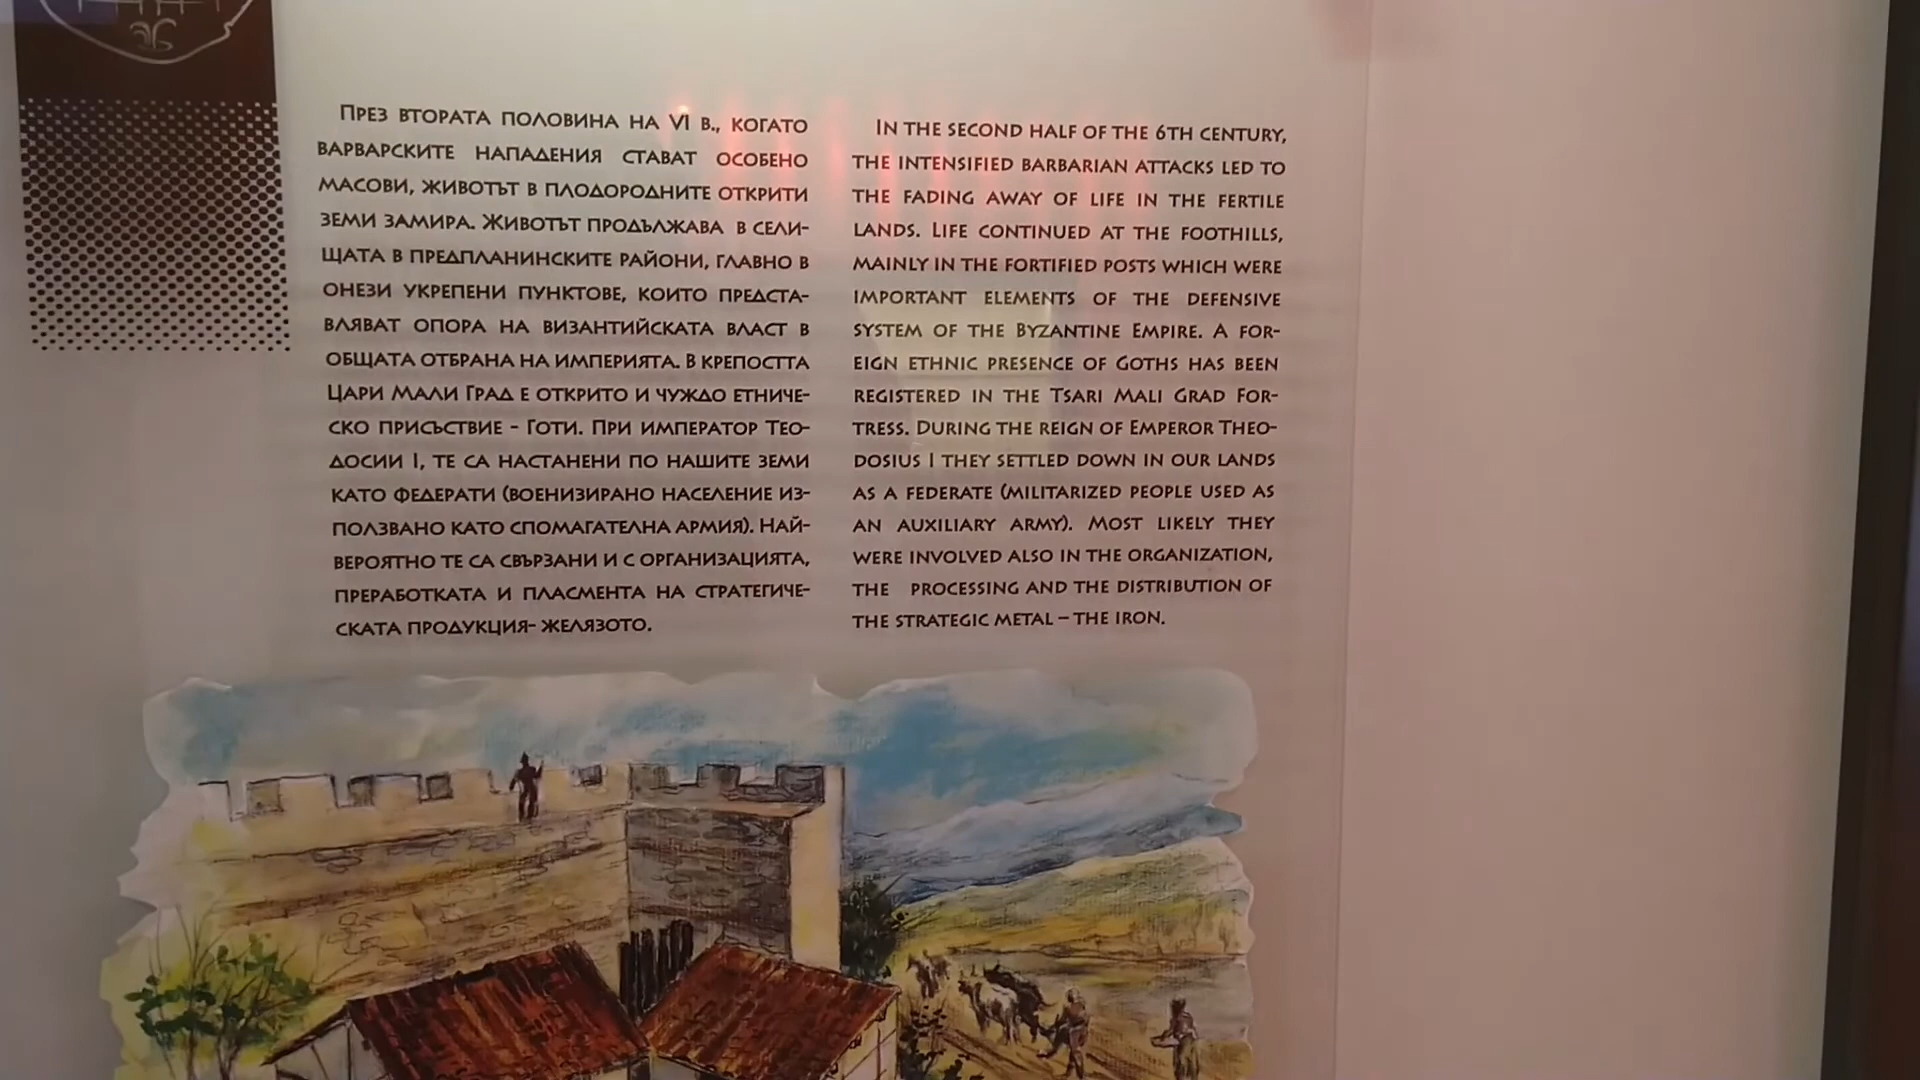 През втората половина на VI в., когато
варварските нападения стават особено
масови, животът в плодородните открити
земи замира. Животът продължава в сели-
щата в предпланинските райони, главно в
онези укрепени пунктове, които предста-
вляват опора на византийската власт в
общата отбрана на империята. В крепостта
Цари Мали Град е открито и чуждо етниче-
ско присъствие - Готи. При император Тео-
досии I, те са настанени по нашите земи
като федерати (военизирано население из-
ползвано като спомагателна армия). Най-
вероятно те са свързани и с организацията,
преработката и пласмента на стратегиче-
ската продукция- желязото.
In the second half of the 6th century,
the intensified barbarian attacks led to
the fading away of life in the fertile
lands. Life continued at the foothills,
mainly in the fortified posts which were
important elements of the defensive
system of the Byzantine Empire. A for-
eign ethnic presence of Goths has been
registered in the Tsari Mali Grad For-
tress. During the reign of Emperor Theo-
dosius I they settled down in our lands
as a federate (militarized people used as
an auxiliary army). Most likely they
were involved also in the organization,
the processing and the distribution of
the strategic metal – the iron.